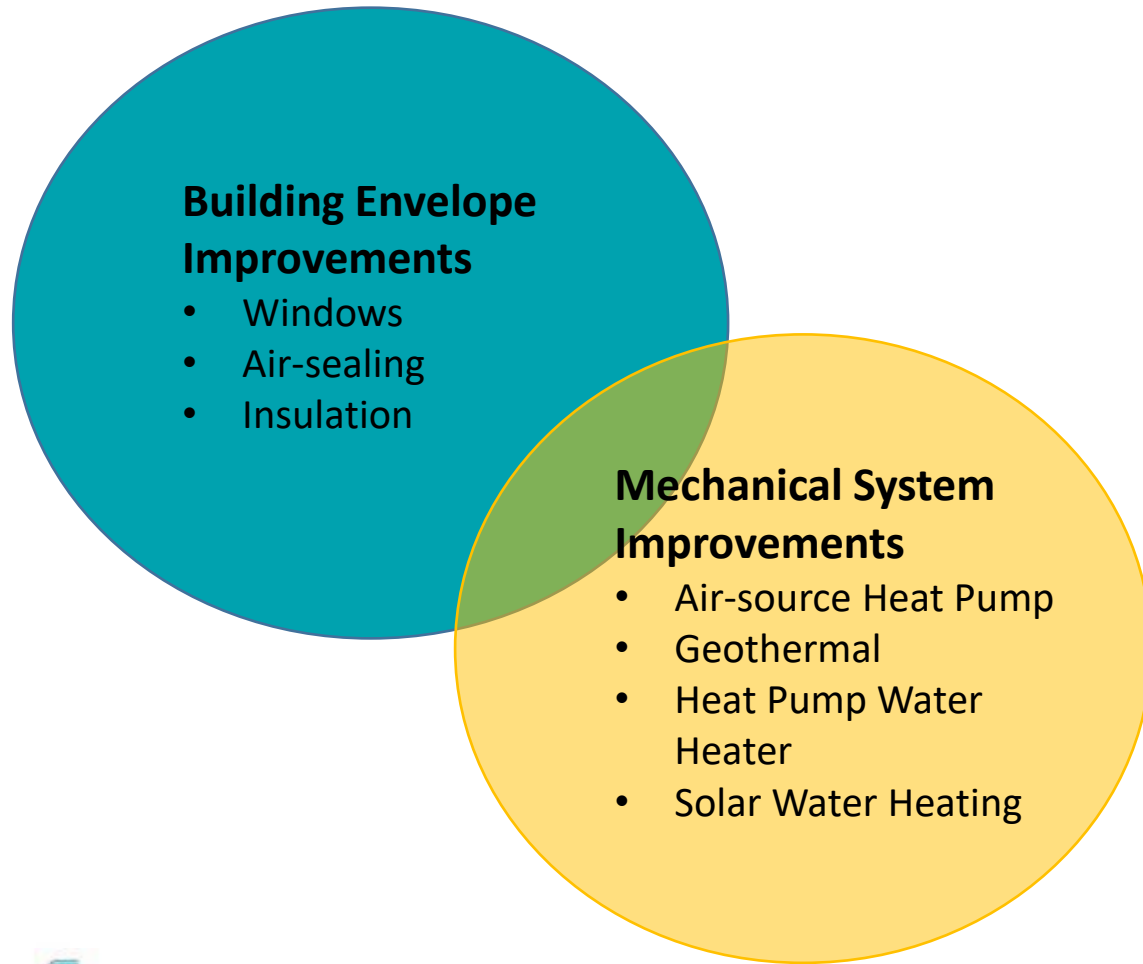 Building Envelope
Improvements
• Windows
• Air-sealing
• Insulation
Mechanical System
Improvements
• Air-source Heat Pump
• Geothermal
• Heat Pump Water
Heater
• Solar Water Heating